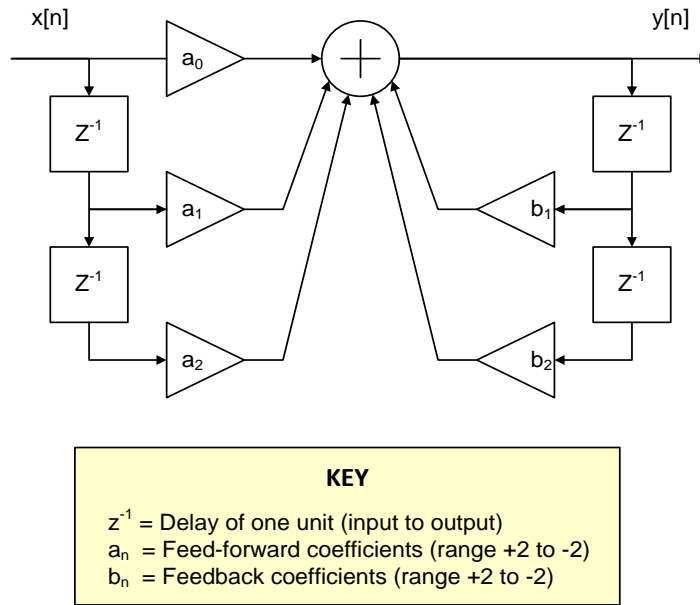 x[n] y[n]
a₀
Z⁻¹ Z⁻¹
a₁ b₁
Z⁻¹ Z⁻¹
a₂ b₂
KEY
z⁻¹ = Delay of one unit (input to output)
aₙ = Feed-forward coefficients (range +2 to -2)
bₙ = Feedback coefficients (range +2 to -2)